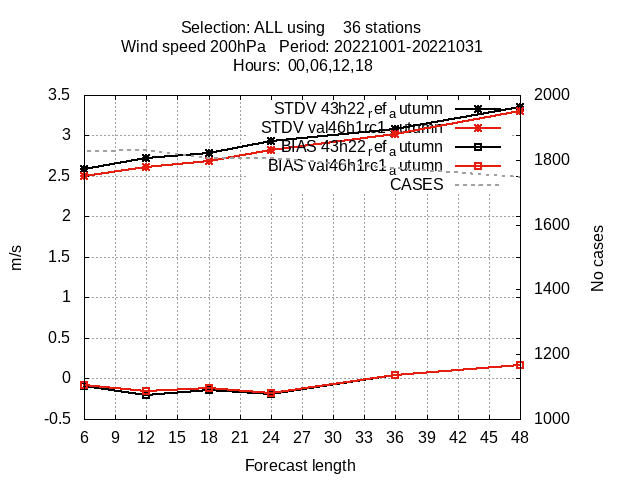 Selection: ALL using    36 stations
Wind speed 200hPa   Period: 20221001-20221031
Hours:  00,06,12,18
STDV 43h22_ref_autumn
STDV val46h1rc1_autumn
BIAS 43h22_ref_autumn
BIAS val46h1rc1_autumn
CASES
3.5
3
2.5
2
1.5
1
0.5
0
-0.5
m/s
2000
1800
1600
1400
1200
1000
No cases
6 9 12 15 18 21 24 27 30 33 36 39 42 45 48
Forecast length